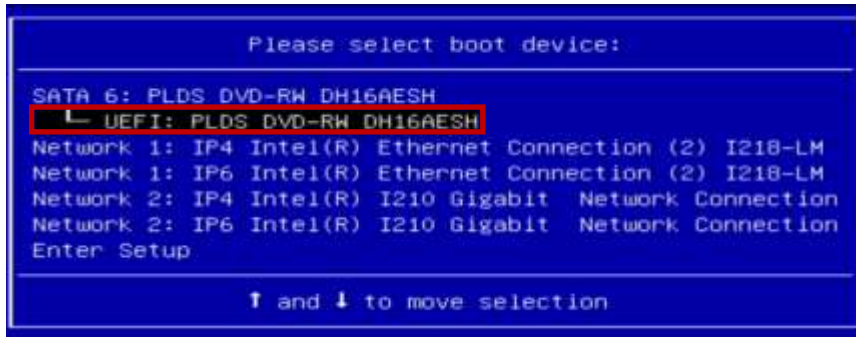 Please select boot device:
SATA 6: PLDS DVD-RW DH16AESH
└─ UEFI: PLDS DVD-RW DH16AESH
Network 1: IP4 Intel(R) Ethernet Connection (2) I218-LM
Network 1: IP6 Intel(R) Ethernet Connection (2) I218-LM
Network 2: IP4 Intel(R) I210 Gigabit  Network Connection
Network 2: IP6 Intel(R) I210 Gigabit  Network Connection
Enter Setup
↑ and ↓ to move selection